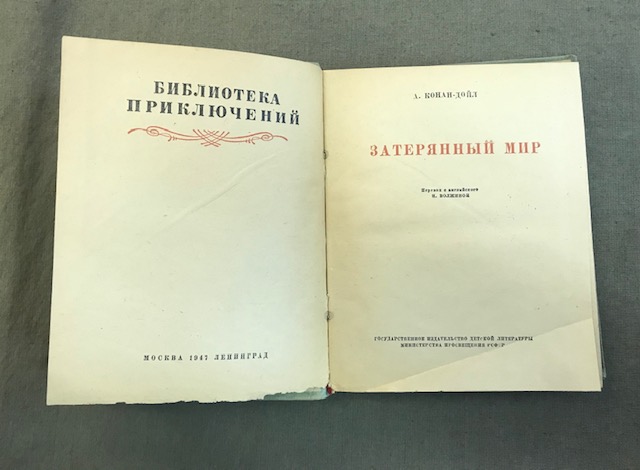 БИБЛИОТЕКА
ПРИКЛЮЧЕНИЙ
МОСКВА 1947 ЛЕНИНГРАД
А. КОНАН-ДОЙЛ
ЗАТЕРЯННЫЙ МИР
Перевод с английского
Н. ВОЛЖИНОЙ
ГОСУДАРСТВЕННОЕ ИЗДАТЕЛЬСТВО ДЕТСКОЙ ЛИТЕРАТУРЫ
МИНИСТЕРСТВА ПРОСВЕЩЕНИЯ РСФСР